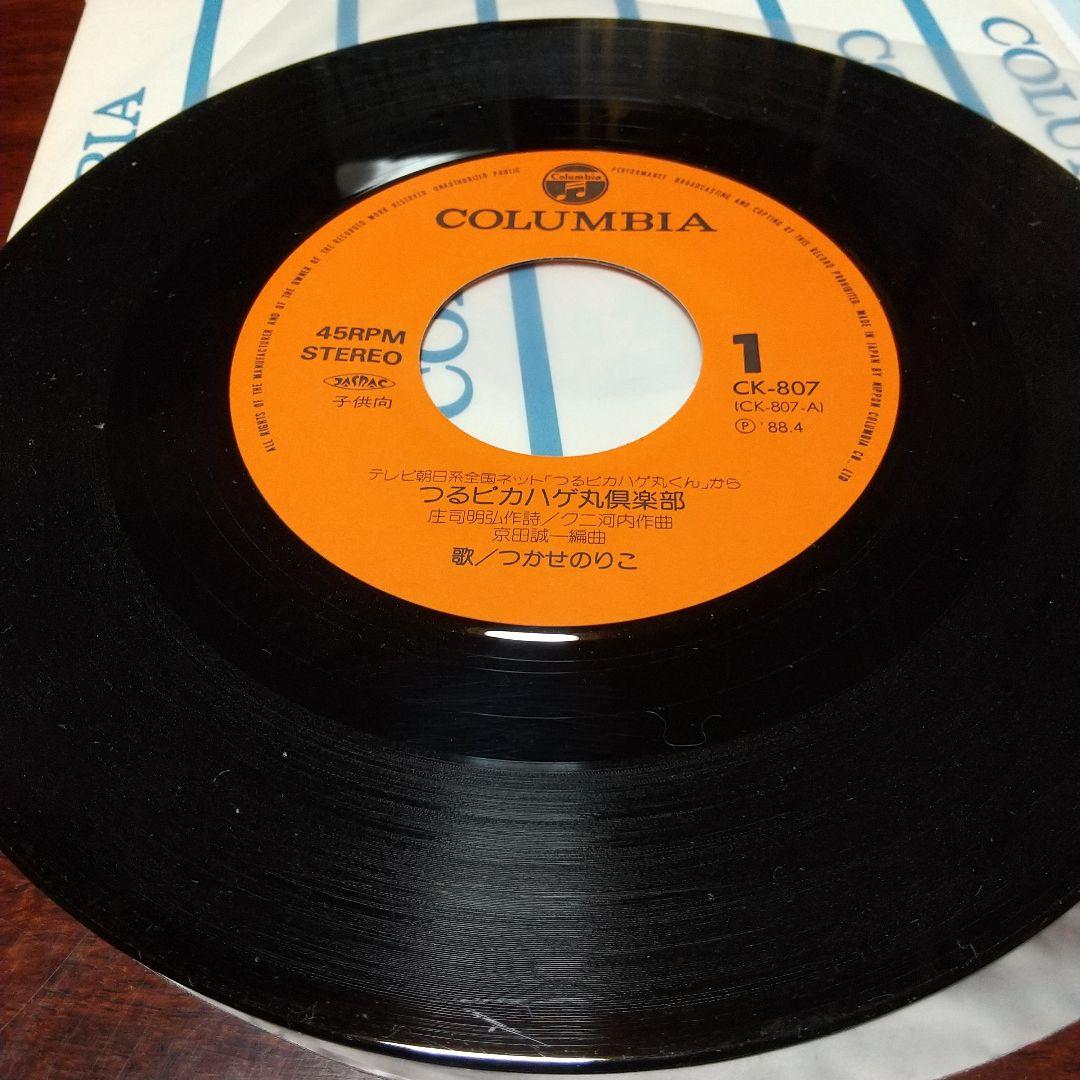 COLUMBIA
COLUMBIA
Columbia
COLUMBIA
ALL RIGHTS OF THE MANUFACTURER AND OF THE OWNER OF THE RECORDED WORK RESERVED. UNAUTHORIZED PUBLIC PERFORMANCE BROADCASTING AND COPYING OF THIS RECORD PROHIBITED. MADE IN JAPAN BY NIPPON COLUMBIA CO., LTD
45RPM
STEREO
JASRAC
子供向
1
CK-807
(CK-807-A)
Ⓟ '88.4
テレビ朝日系全国ネット「つるピカハゲ丸くん」から
つるピカハゲ丸倶楽部
庄司明弘作詩/クニ河内作曲
京田誠一編曲
歌/つかせのりこ